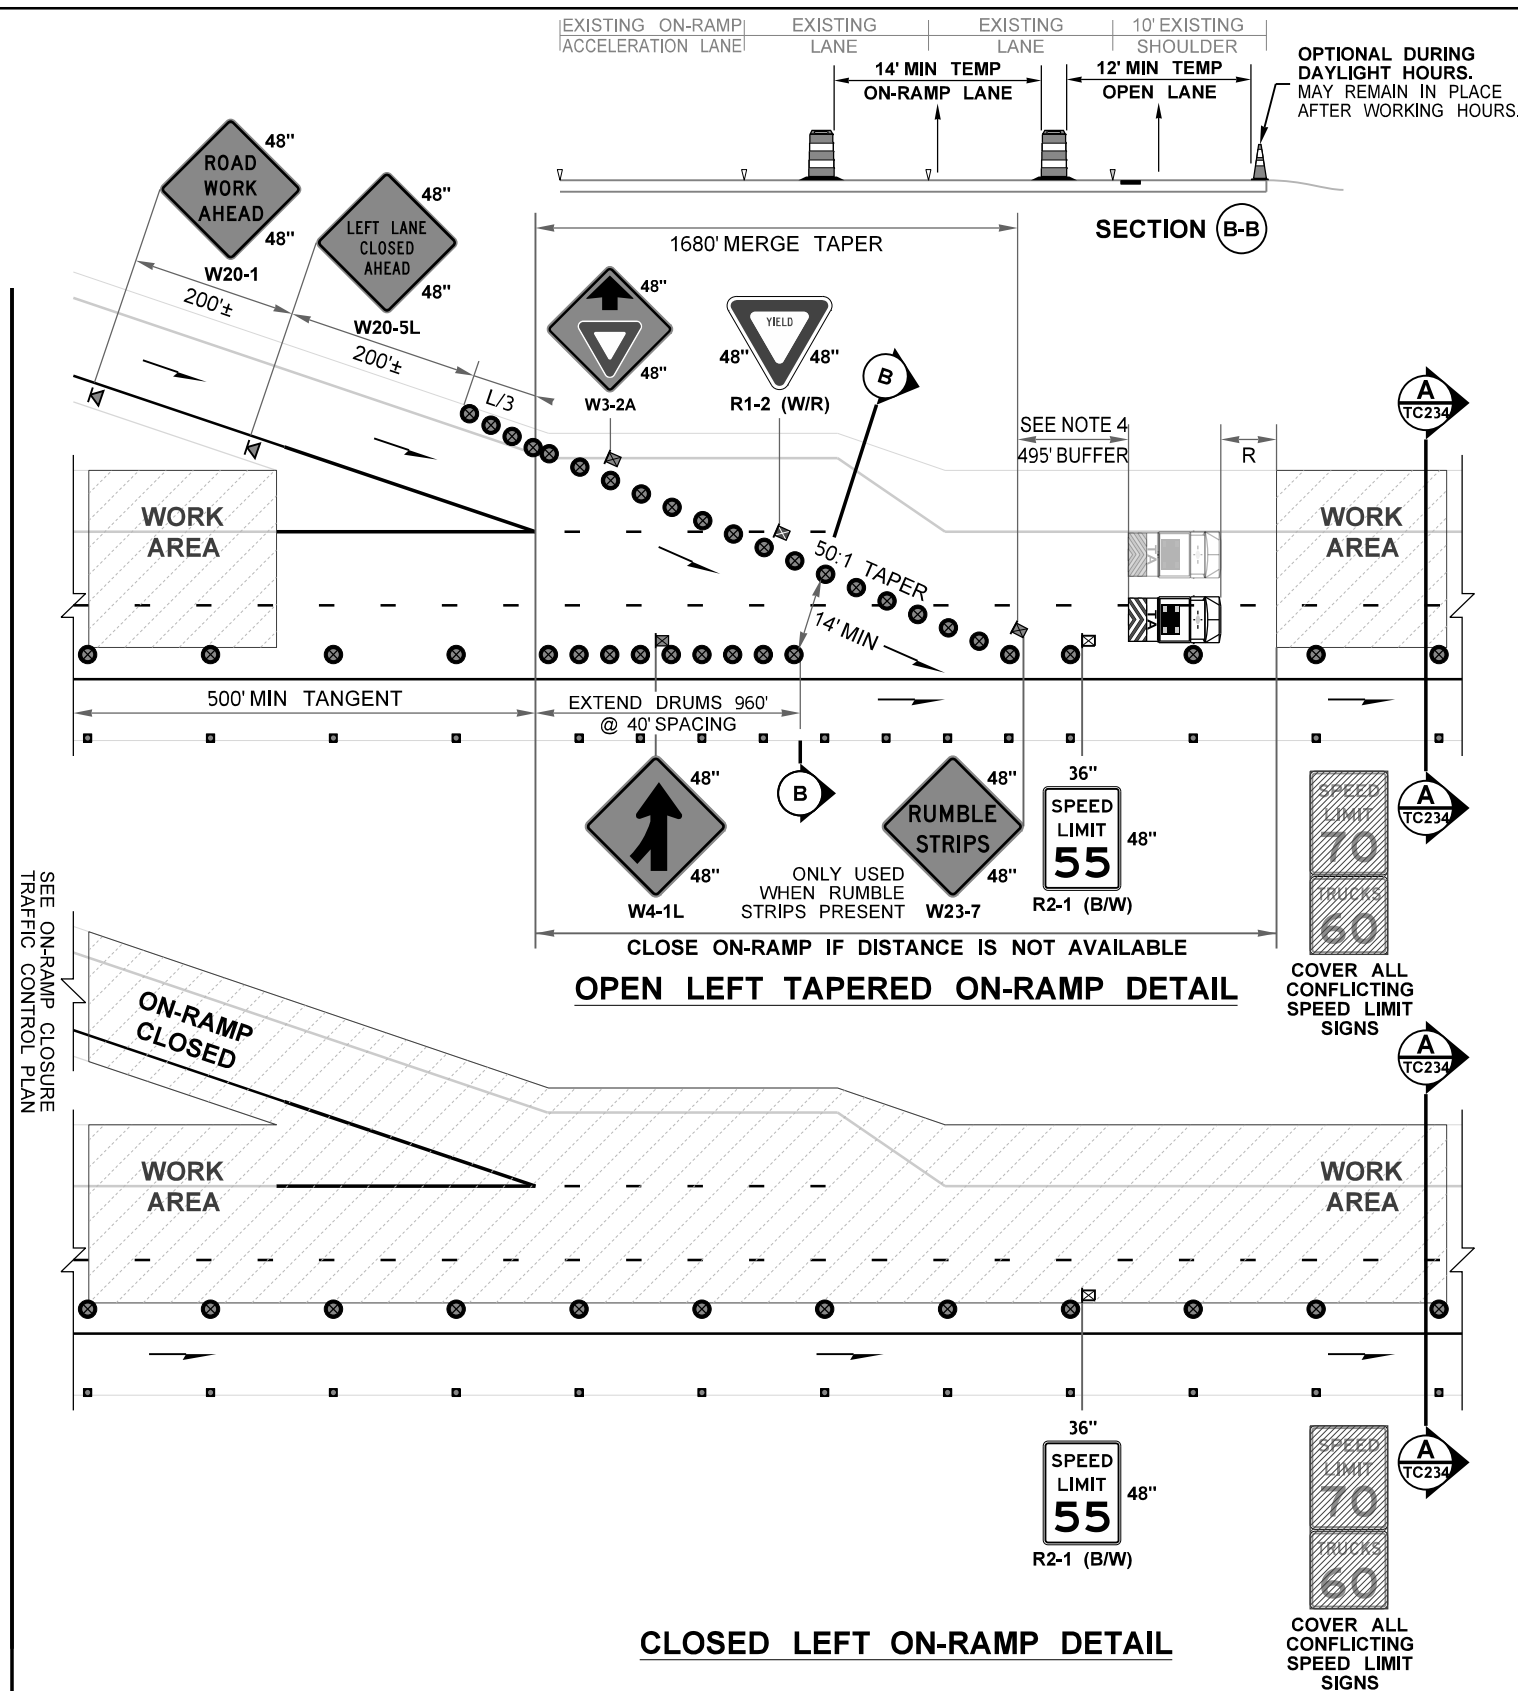 EXISTING ON-RAMP
ACCELERATION LANE
EXISTING
LANE
EXISTING
LANE
10' EXISTING
SHOULDER
14' MIN TEMP
ON-RAMP LANE
12' MIN TEMP
OPEN LANE
OPTIONAL DURING
DAYLIGHT HOURS.
MAY REMAIN IN PLACE
AFTER WORKING HOURS.
SECTION B-B
ROAD
WORK
AHEAD
48"
48"
W20-1
LEFT LANE
CLOSED
AHEAD
48"
48"
W20-5L
200'±
200'±
L/3
1680' MERGE TAPER
48"
48"
W3-2A
YIELD
48"
48"
R1-2 (W/R)
B
SEE NOTE 4
495' BUFFER
R
A
TC234
WORK
AREA
WORK
AREA
50:1 TAPER
14' MIN
500' MIN TANGENT
EXTEND DRUMS 960'
@ 40' SPACING
48"
48"
W4-1L
B
RUMBLE
STRIPS
48"
48"
W23-7
ONLY USED
WHEN RUMBLE
STRIPS PRESENT
36"
SPEED
LIMIT
55
48"
R2-1 (B/W)
SPEED
LIMIT
70
TRUCKS
60
A
TC234
COVER ALL
CONFLICTING
SPEED LIMIT
SIGNS
CLOSE ON-RAMP IF DISTANCE IS NOT AVAILABLE
OPEN LEFT TAPERED ON-RAMP DETAIL
SEE ON-RAMP CLOSURE
TRAFFIC CONTROL PLAN
ON-RAMP
CLOSED
A
TC234
WORK
AREA
WORK
AREA
36"
SPEED
LIMIT
55
48"
R2-1 (B/W)
SPEED
LIMIT
70
TRUCKS
60
A
TC234
COVER ALL
CONFLICTING
SPEED LIMIT
SIGNS
CLOSED LEFT ON-RAMP DETAIL